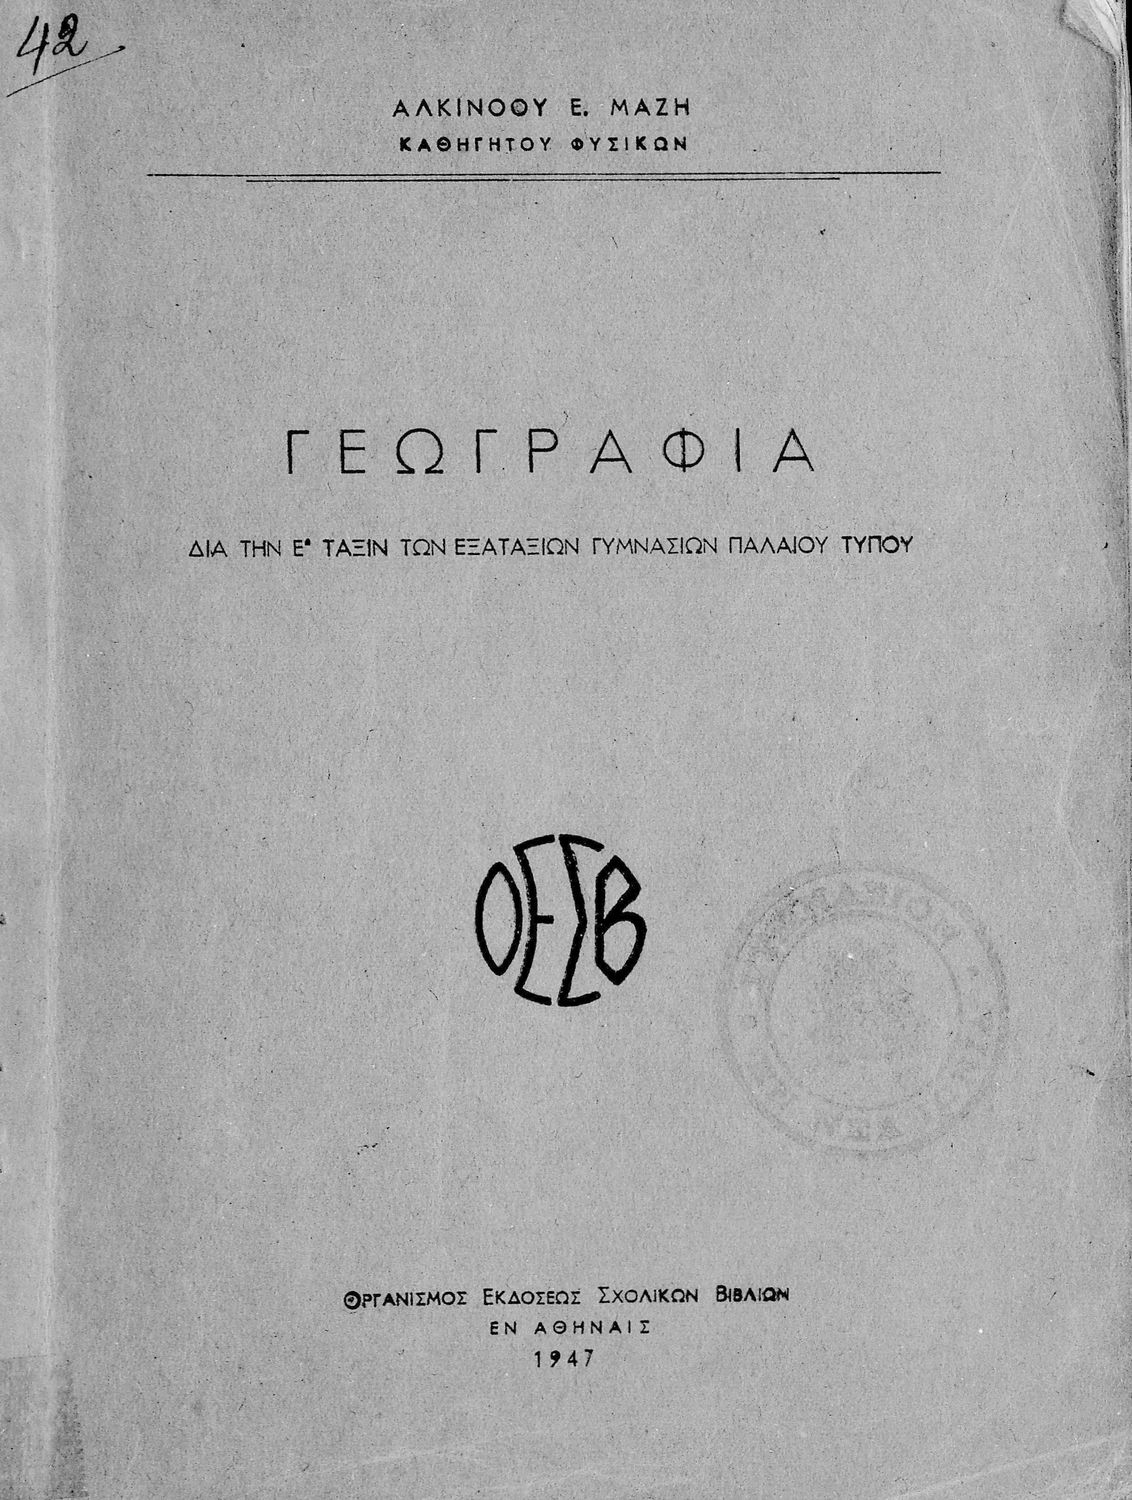 42
ΑΛΚΙΝΟΟΥ Ε. ΜΑΖΗ
ΚΑΘΗΓΗΤΟΥ ΦΥΣΙΚΩΝ
ΓΕΩΓΡΑΦΙΑ
ΔΙΑ ΤΗΝ Εα ΤΑΞΙΝ ΤΩΝ ΕΞΑΤΑΞΙΩΝ ΓΥΜΝΑΣΙΩΝ ΠΑΛΑΙΟΥ ΤΥΠΟΥ
ΟΕΣΒ
ΟΡΓΑΝΙΣΜΟΣ ΕΚΔΟΣΕΩΣ ΣΧΟΛΙΚΩΝ ΒΙΒΛΙΩΝ
ΕΝ ΑΘΗΝΑΙΣ
1947